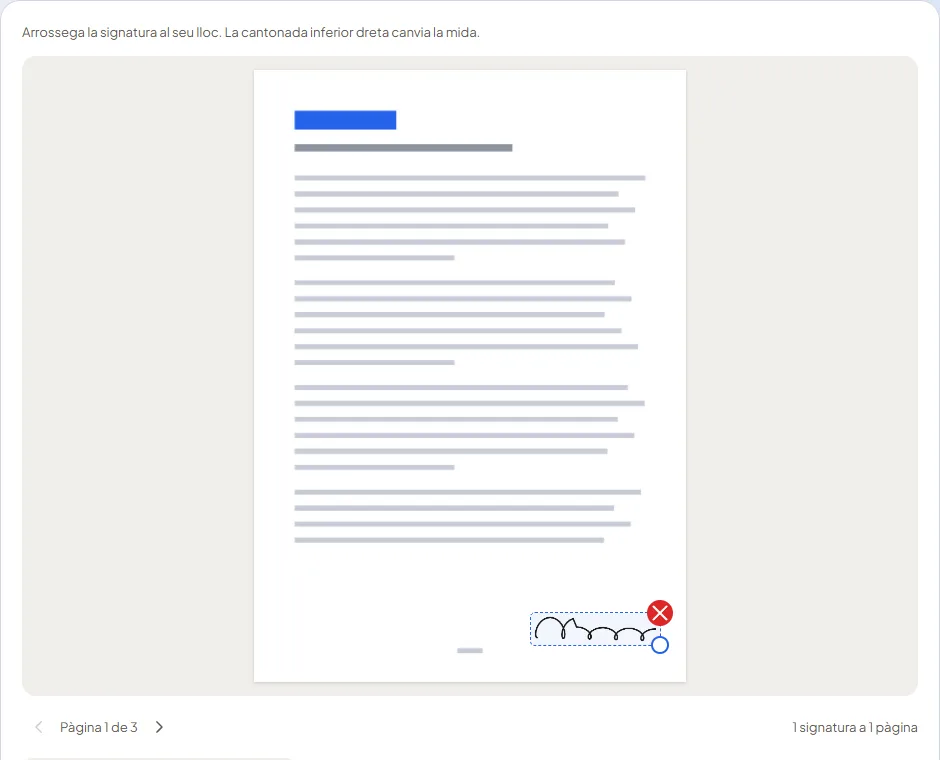 Arrossega la signatura al seu lloc. La cantonada inferior dreta canvia la mida.
Pàgina 1 de 3
1 signatura a 1 pàgina